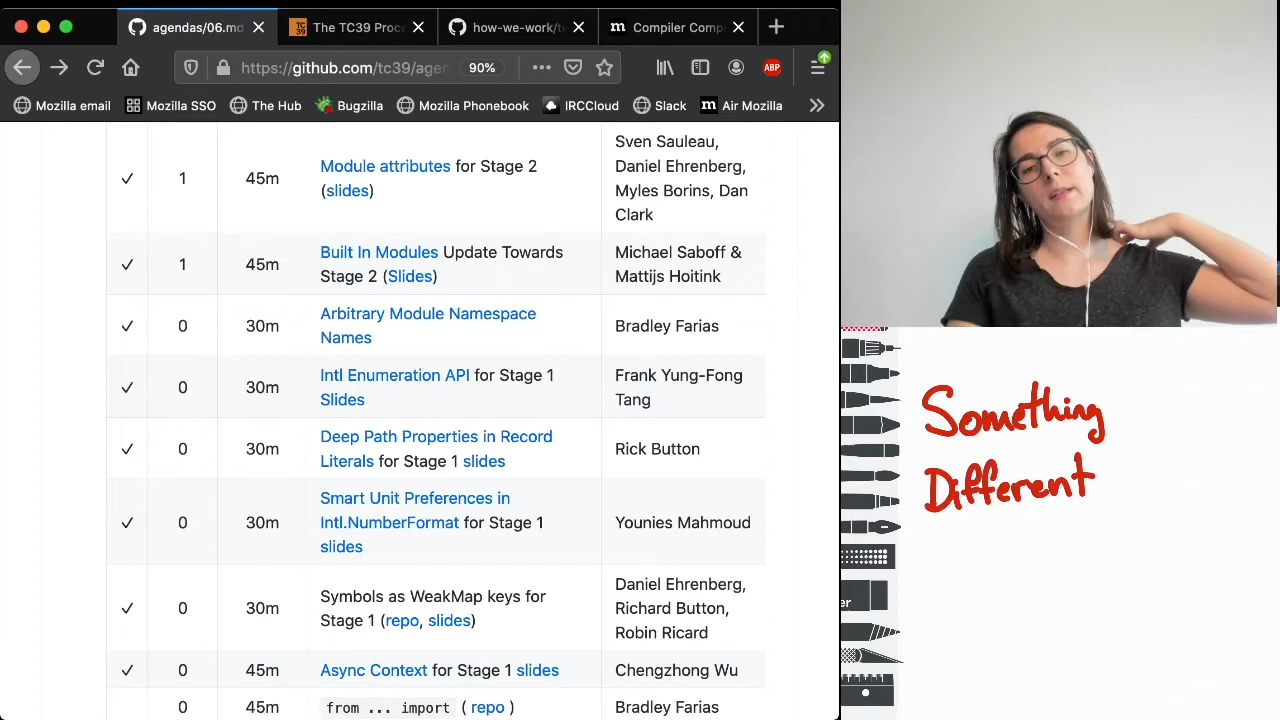 agendas/06.md
TC 39
The TC39 Proce
how-we-work/te
m
Compiler Comp
https://github.com/tc39/agen
90%
ABP
Mozilla email
Mozilla SSO
The Hub
Bugzilla
Mozilla Phonebook
IRCCloud
Slack
m
Air Mozilla
Sven Sauleau,
✓ 1 45m Module attributes for Stage 2 Daniel Ehrenberg,
(slides) Myles Borins, Dan
Clark
✓ 1 45m Built In Modules Update Towards Michael Saboff &
Stage 2 (Slides) Mattijs Hoitink
Arbitrary Module Namespace
✓ 0 30m Names Bradley Farias
✓ 0 30m Intl Enumeration API for Stage 1 Frank Yung-Fong
Slides Tang
Deep Path Properties in Record
✓ 0 30m Literals for Stage 1 slides Rick Button
Smart Unit Preferences in
✓ 0 30m Intl.NumberFormat for Stage 1 Younies Mahmoud
slides
Daniel Ehrenberg,
✓ 0 30m Symbols as WeakMap keys for Richard Button,
Stage 1 (repo, slides) Robin Ricard
✓ 0 45m Async Context for Stage 1 slides Chengzhong Wu
0 45m from ... import ( repo ) Bradley Farias
Something
Different
er